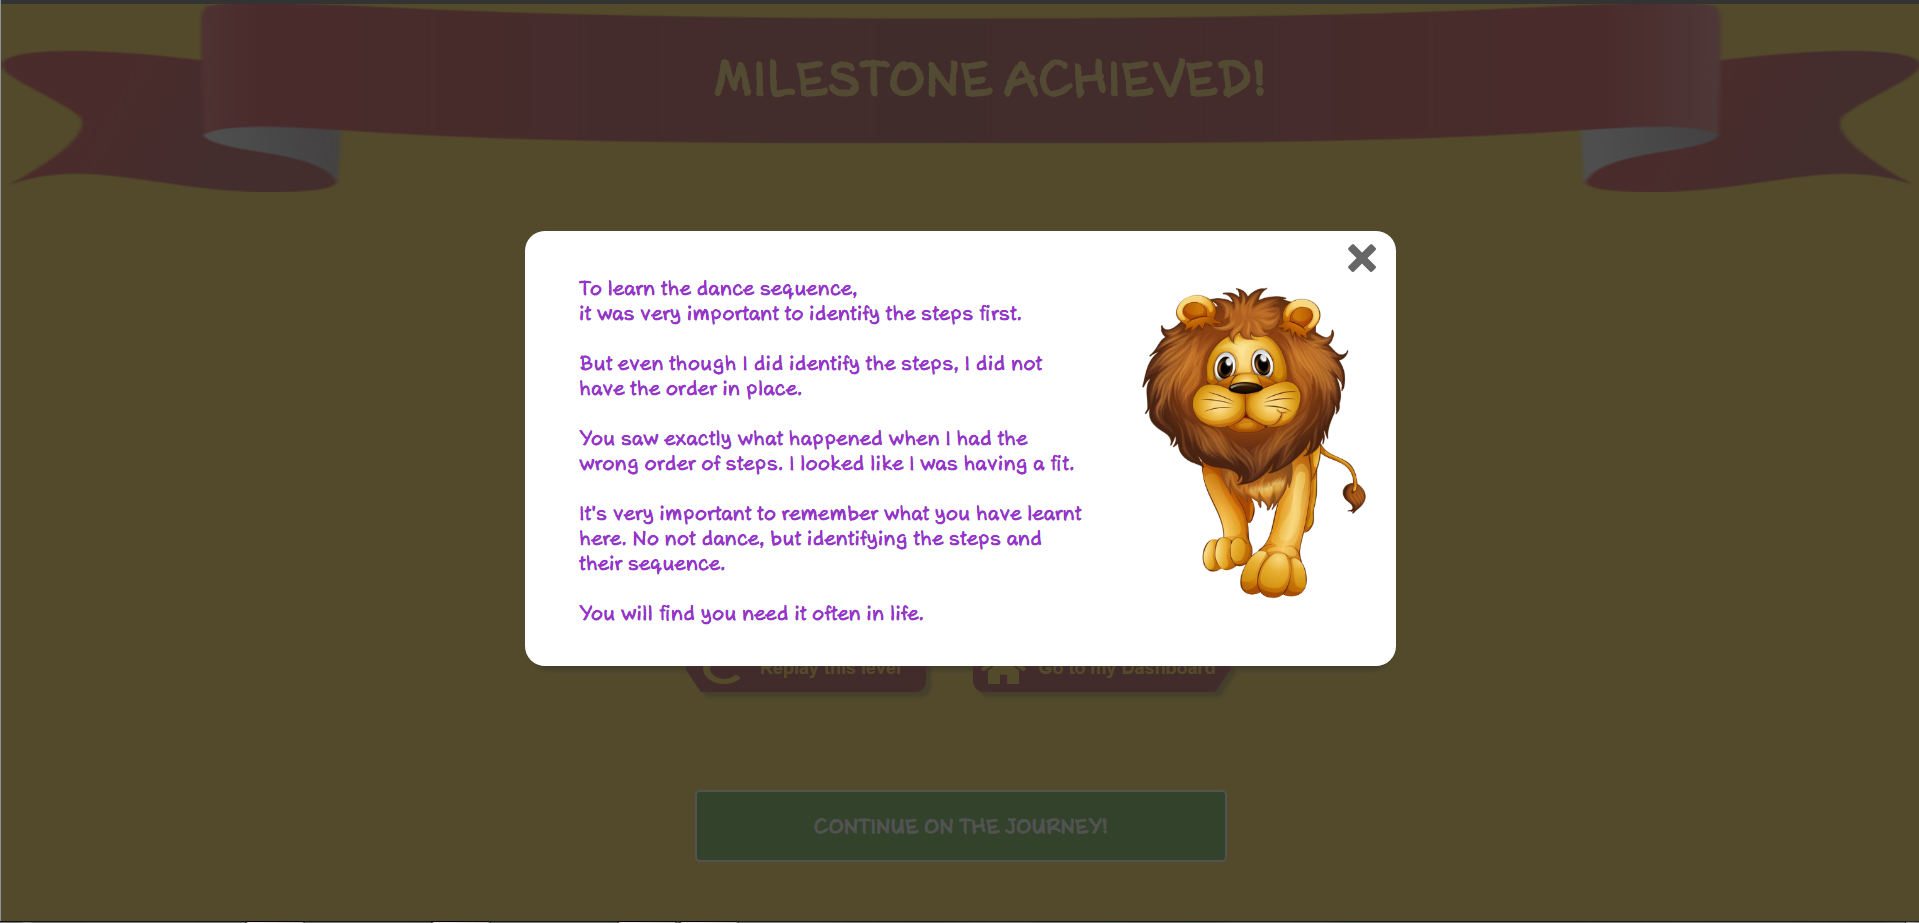 MILESTONE ACHIEVED!
To learn the dance sequence,
it was very important to identify the steps first.
But even though I did identify the steps, I did not
have the order in place.
You saw exactly what happened when I had the
wrong order of steps. I looked like I was having a fit.
It's very important to remember what you have learnt
here. No not dance, but identifying the steps and
their sequence.
You will find you need it often in life.
Replay this level
Go to my Dashboard
CONTINUE ON THE JOURNEY!